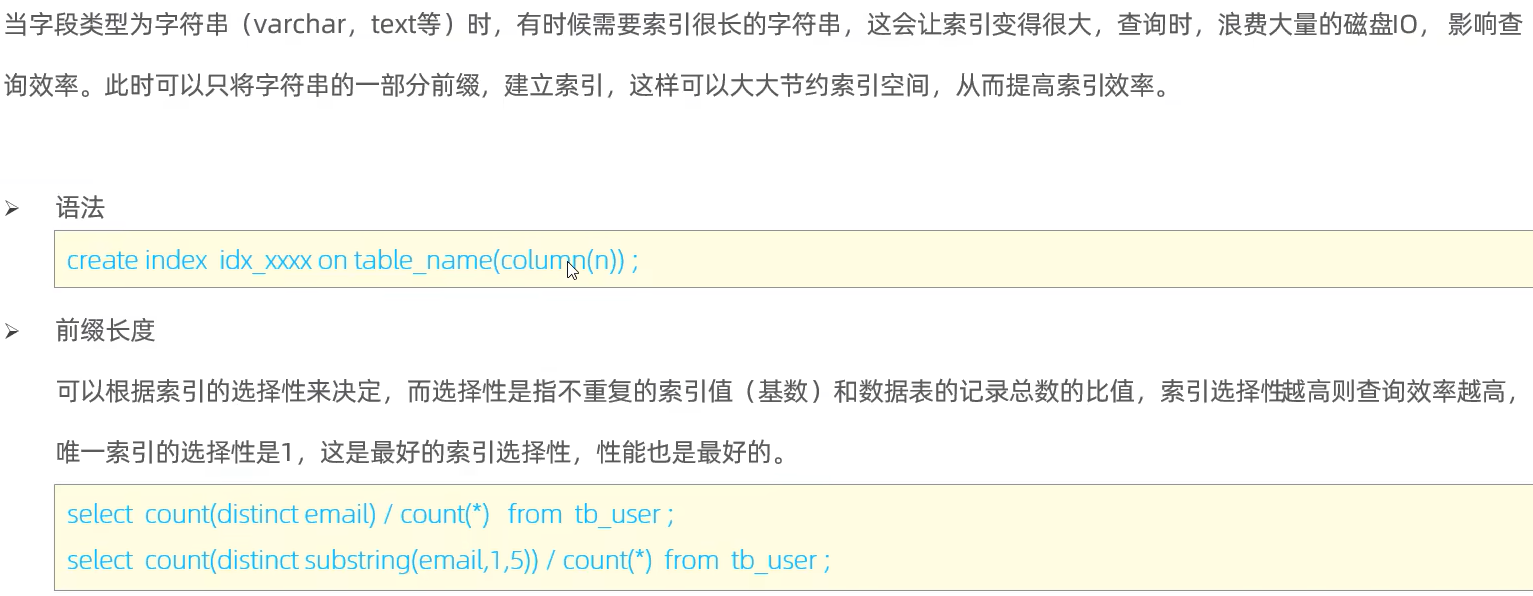 当字段类型为字符串（varchar，text等）时，有时候需要索引很长的字符串，这会让索引变得很大，查询时，浪费大量的磁盘IO， 影响查
询效率。此时可以只将字符串的一部分前缀，建立索引，这样可以大大节约索引空间，从而提高索引效率。
➢ 语法
create index idx_xxxx on table_name(column(n)) ;
➢ 前缀长度
可以根据索引的选择性来决定，而选择性是指不重复的索引值（基数）和数据表的记录总数的比值，索引选择性越高则查询效率越高，
唯一索引的选择性是1，这是最好的索引选择性，性能也是最好的。
select count(distinct email) / count(*) from tb_user ;
select count(distinct substring(email,1,5)) / count(*) from tb_user ;